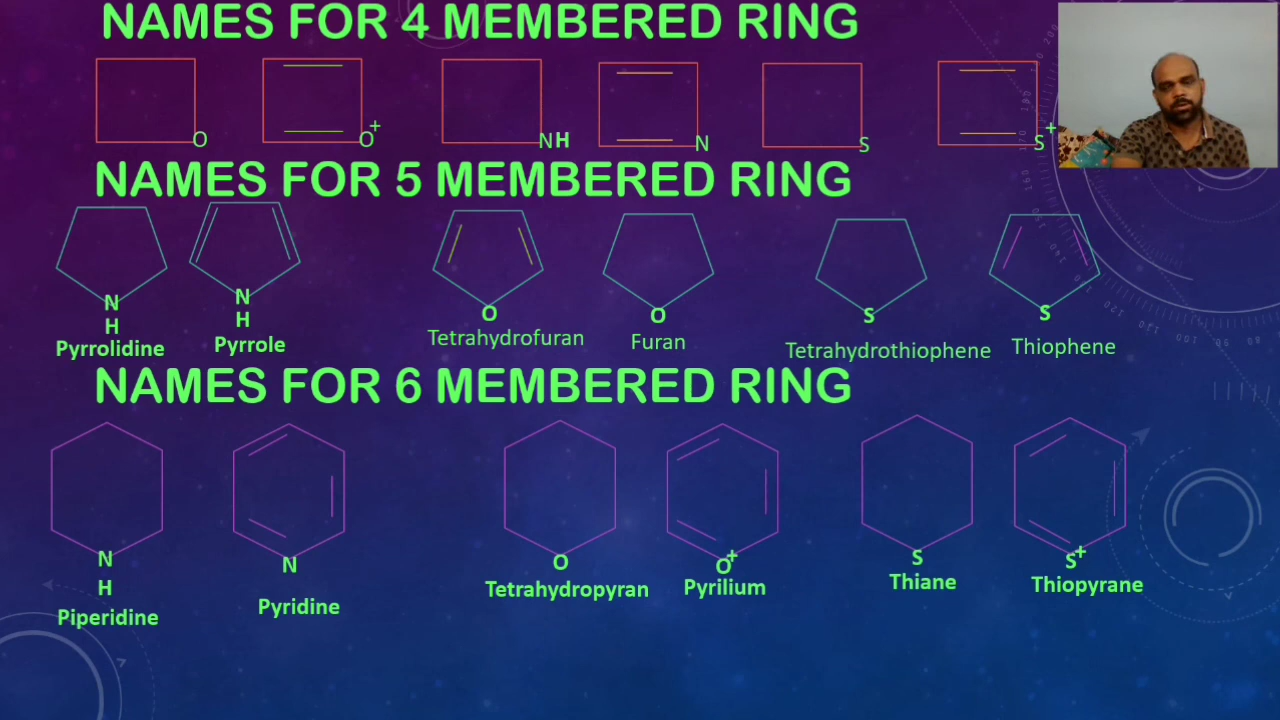 NAMES FOR 4 MEMBERED RING
O O+ NH N S S+
NAMES FOR 5 MEMBERED RING
N N O O S S
H H
Pyrrolidine Pyrrole Tetrahydrofuran Furan Tetrahydrothiophene Thiophene
NAMES FOR 6 MEMBERED RING
N N O O+ S S+
H
Piperidine Pyridine Tetrahydropyran Pyrilium Thiane Thiopyrane